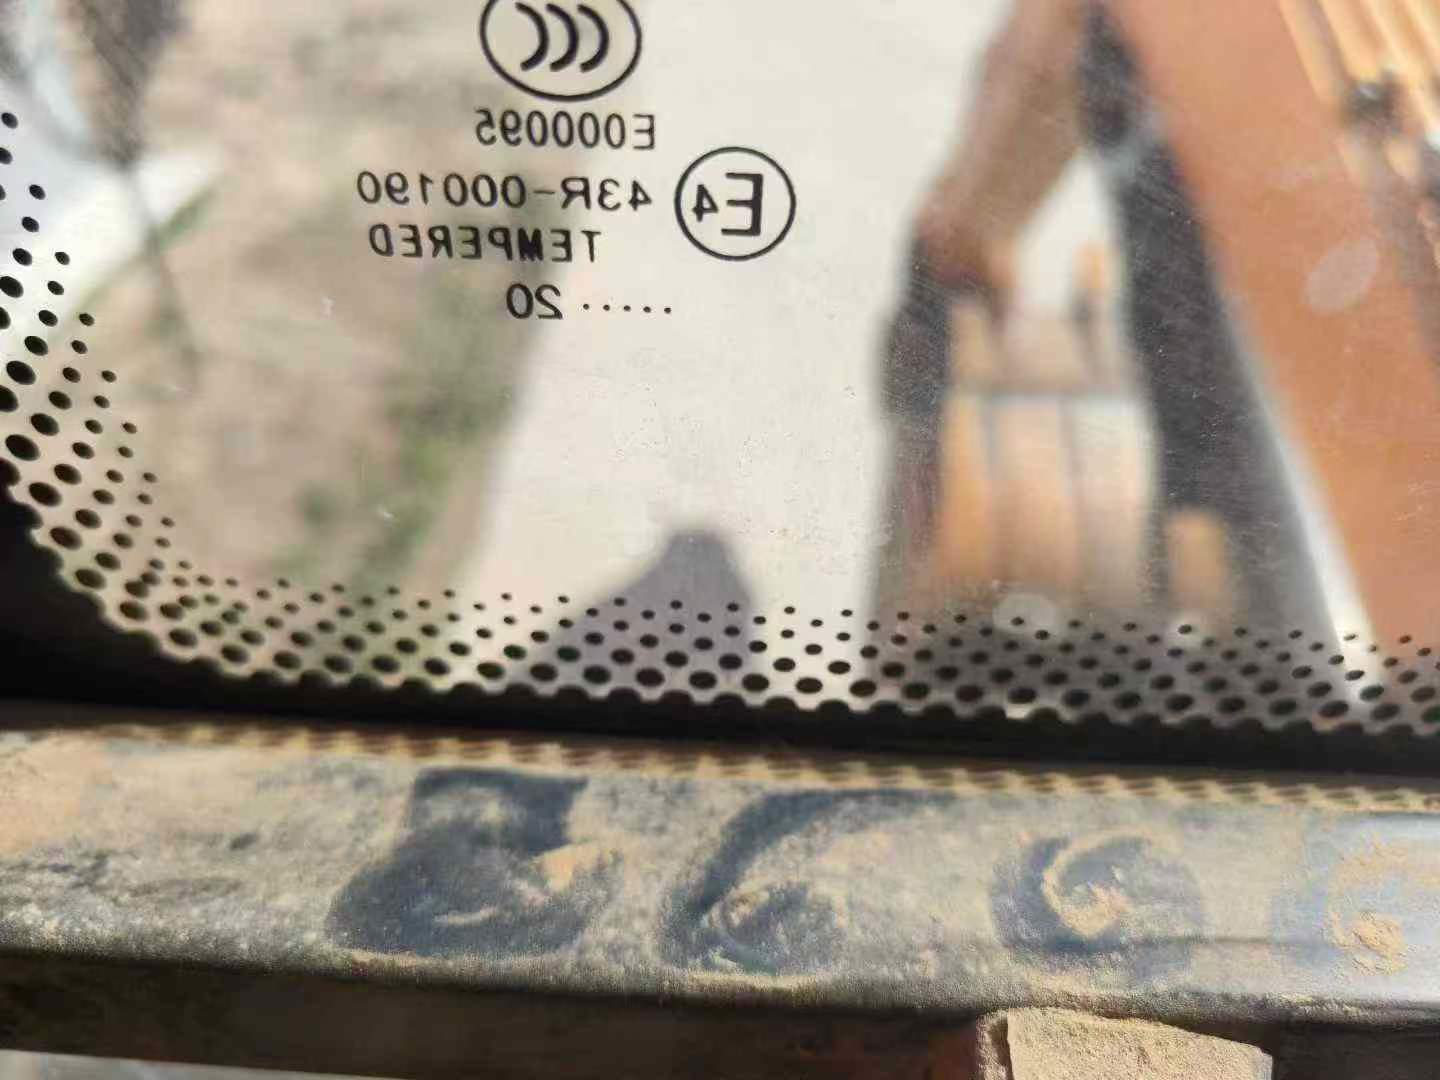 CCC
E000095
E4 43R-000190
TEMPERED
..... 20